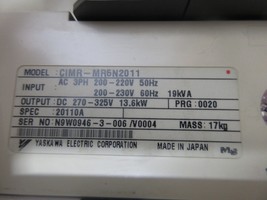 MODEL: CIMR-MR5N2011
INPUT: AC 3PH 200-220V 50Hz
200-230V 60Hz 19kVA
OUTPUT: DC 270-325V 13.6kW PRG: 0020
SPEC: 20110A
SER NO: N9W0946-3-006/V0004 MASS: 17kg
YASKAWA ELECTRIC CORPORATION MADE IN JAPAN